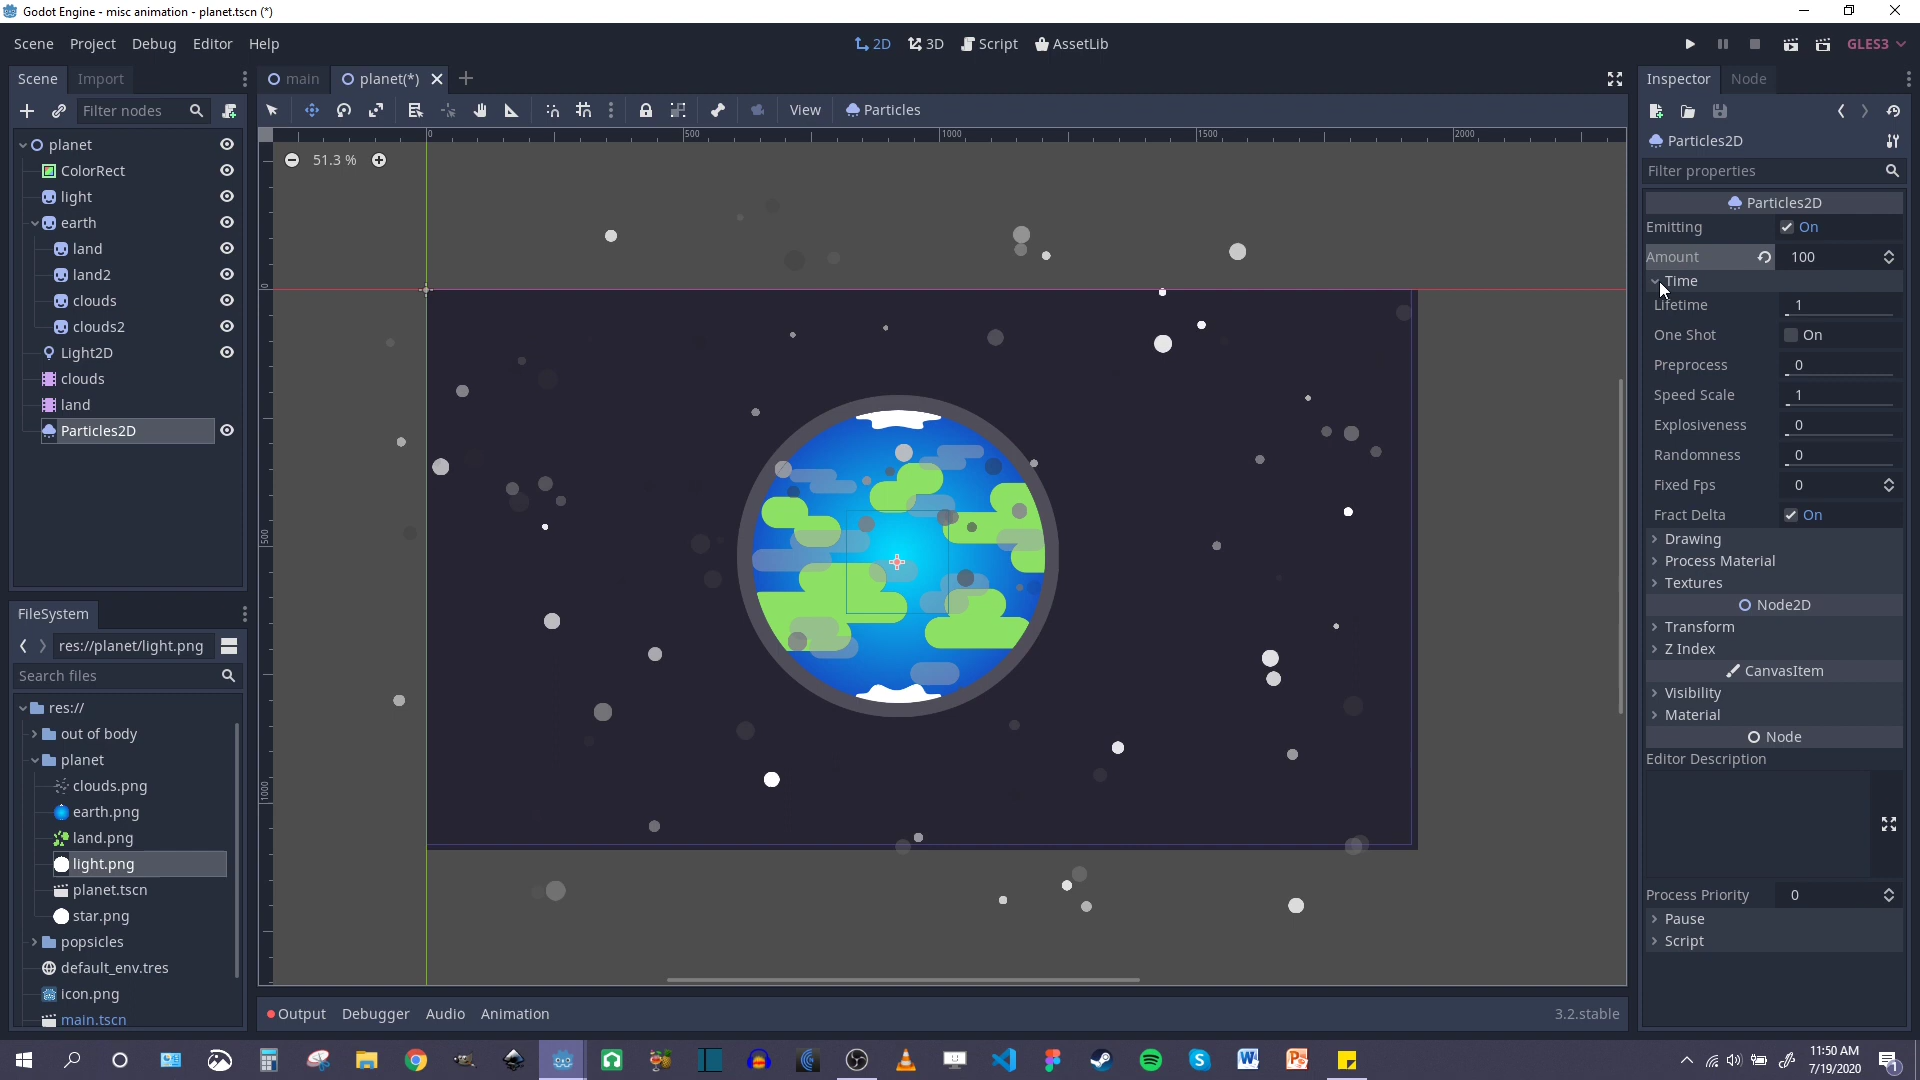 Godot Engine - misc animation - planet.tscn (*)
Scene Project Debug Editor Help
2D 3D Script AssetLib
GLES3
Scene Import
main planet(*)
Inspector Node
Filter nodes
View Particles
planet
ColorRect
light
earth
land
land2
clouds
clouds2
Light2D
clouds
land
Particles2D
FileSystem
res://planet/light.png
Search files
res://
out of body
planet
clouds.png
earth.png
land.png
light.png
planet.tscn
star.png
popsicles
default_env.tres
icon.png
main.tscn
0 500 1000 1500 2000
51.3 %
0
500
1000
Output Debugger Audio Animation 3.2.stable
Particles2D
Filter properties
Particles2D
Emitting On
Amount 100
Time
Lifetime 1
One Shot On
Preprocess 0
Speed Scale 1
Explosiveness 0
Randomness 0
Fixed Fps 0
Fract Delta On
Drawing
Process Material
Textures
Node2D
Transform
Z Index
CanvasItem
Visibility
Material
Node
Editor Description
Process Priority 0
Pause
Script
11:50 AM
7/19/2020
1